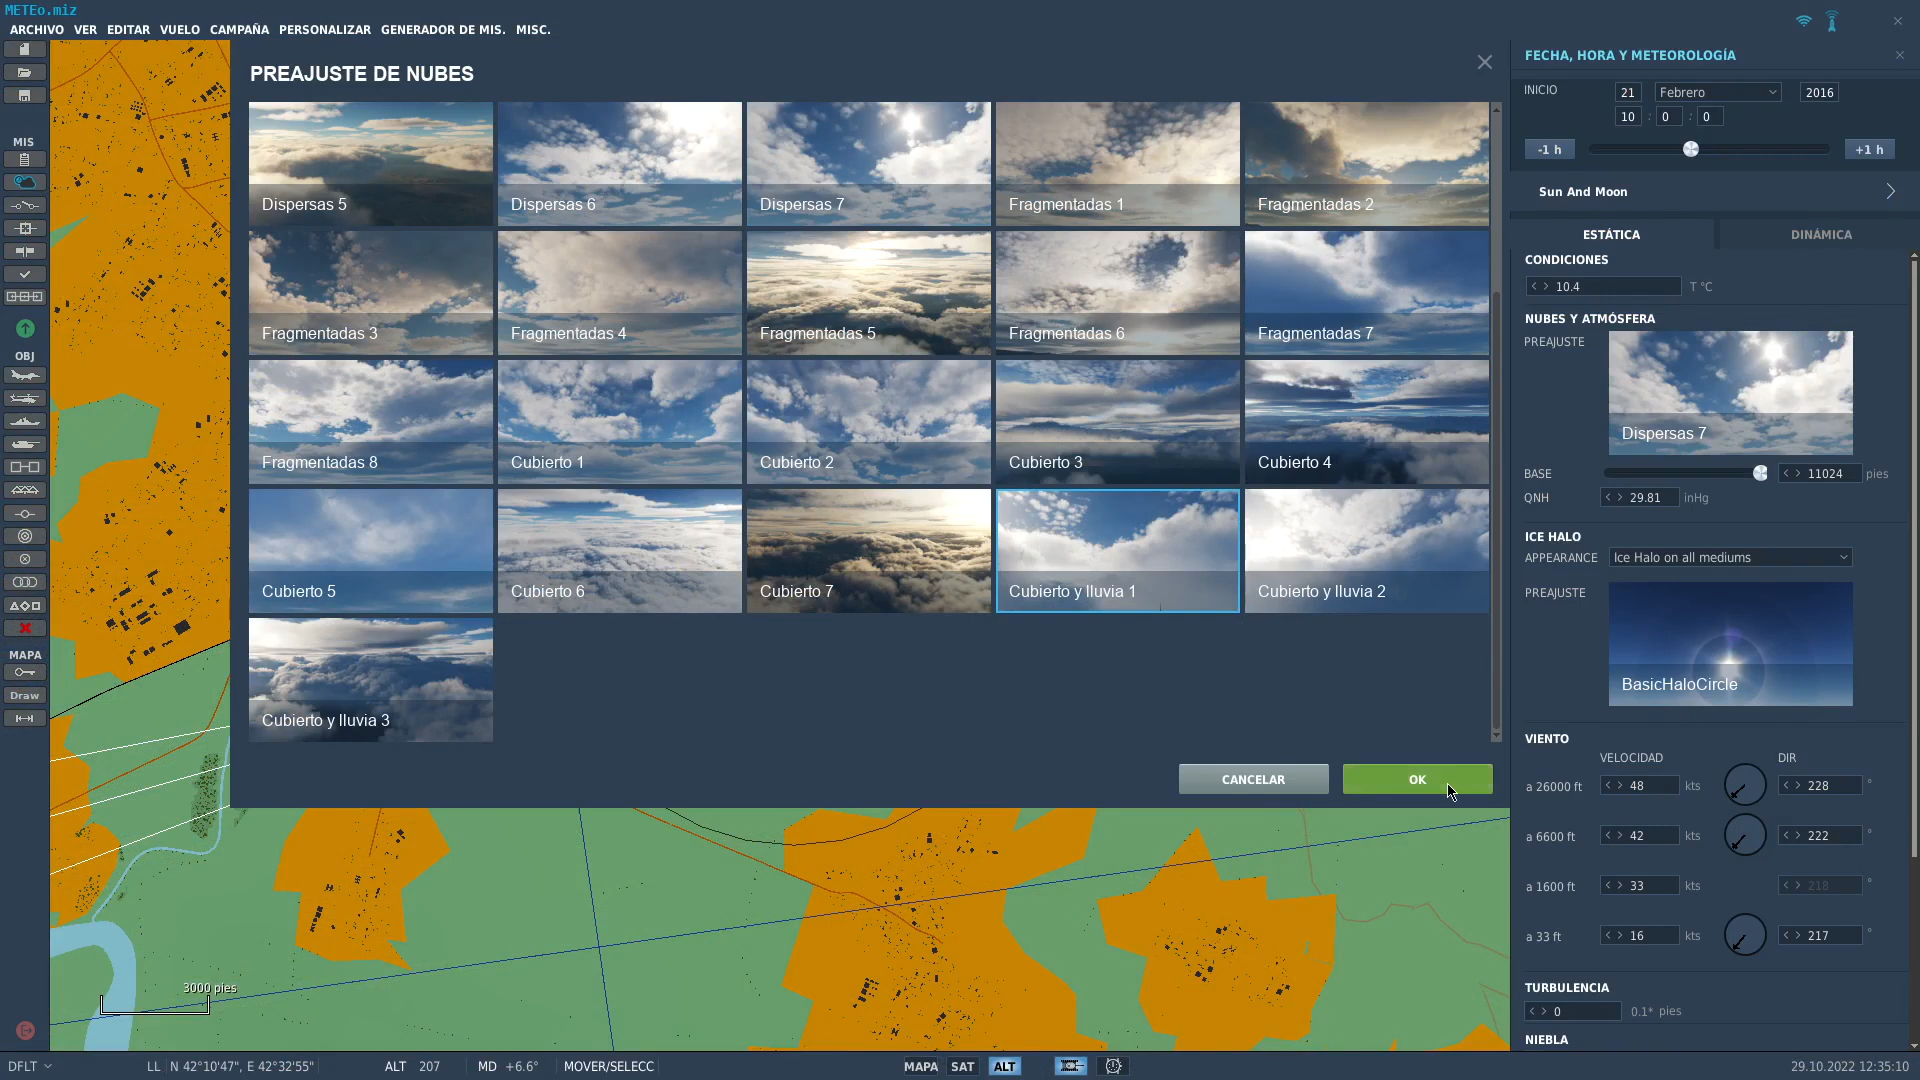 METEo.miz
ARCHIVO VER EDITAR VUELO CAMPAÑA PERSONALIZAR GENERADOR DE MIS. MISC.
MIS
OBJ
MAPA
Draw
PREAJUSTE DE NUBES
Dispersas 5
Dispersas 6
Dispersas 7
Fragmentadas 1
Fragmentadas 2
Fragmentadas 3
Fragmentadas 4
Fragmentadas 5
Fragmentadas 6
Fragmentadas 7
Fragmentadas 8
Cubierto 1
Cubierto 2
Cubierto 3
Cubierto 4
Cubierto 5
Cubierto 6
Cubierto 7
Cubierto y lluvia 1
Cubierto y lluvia 2
Cubierto y lluvia 3
CANCELAR
OK
3000 pies
FECHA, HORA Y METEOROLOGÍA
INICIO 21 Febrero 2016
10 : 0 : 0
-1 h +1 h
Sun And Moon
ESTÁTICA DINÁMICA
CONDICIONES
10.4 T °C
NUBES Y ATMÓSFERA
PREAJUSTE
Dispersas 7
BASE 11024 pies
QNH 29.81 inHg
ICE HALO
APPEARANCE Ice Halo on all mediums
PREAJUSTE
BasicHaloCircle
VIENTO
VELOCIDAD DIR
a 26000 ft 48 kts 228 °
a 6600 ft 42 kts 222 °
a 1600 ft 33 kts 218 °
a 33 ft 16 kts 217 °
TURBULENCIA
0 0.1* pies
NIEBLA
DFLT LL N 42°10'47", E 42°32'55" ALT 207 MD +6.6° MOVER/SELECC MAPA SAT ALT 29.10.2022 12:35:10